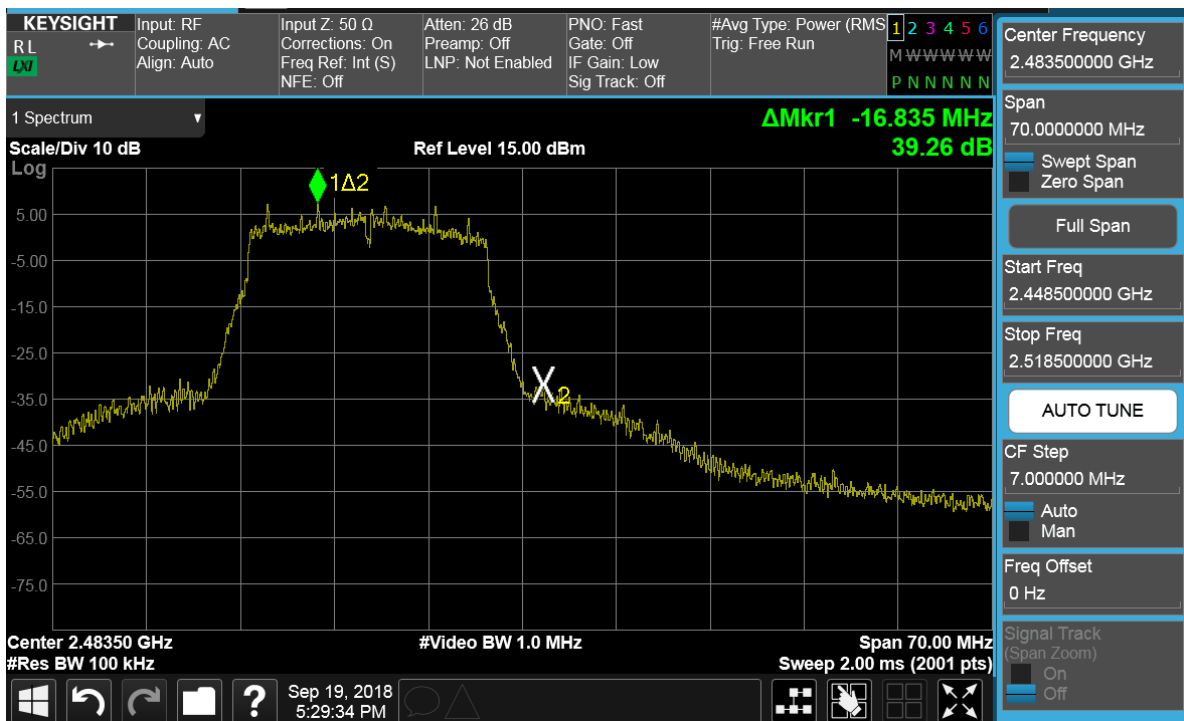 KEYSIGHT
R L
LXI
Input: RF
Coupling: AC
Align: Auto
Input Z: 50 Ω
Corrections: On
Freq Ref: Int (S)
NFE: Off
Atten: 26 dB
Preamp: Off
LNP: Not Enabled
PNO: Fast
Gate: Off
IF Gain: Low
Sig Track: Off
#Avg Type: Power (RMS
Trig: Free Run
1 2 3 4 5 6
M W W W W W
P N N N N N
1 Spectrum
ΔMkr1 -16.835 MHz
39.26 dB
Scale/Div 10 dB
Ref Level 15.00 dBm
Log
1Δ2
5.00
-5.00
-15.0
-25.0
-35.0
-45.0
-55.0
-65.0
-75.0
X2
Center 2.48350 GHz
#Video BW 1.0 MHz
Span 70.00 MHz
#Res BW 100 kHz
Sweep 2.00 ms (2001 pts)
?
Sep 19, 2018
5:29:34 PM
Center Frequency
2.483500000 GHz
Span
70.0000000 MHz
Swept Span
Zero Span
Full Span
Start Freq
2.448500000 GHz
Stop Freq
2.518500000 GHz
AUTO TUNE
CF Step
7.000000 MHz
Auto
Man
Freq Offset
0 Hz
Signal Track
(Span Zoom)
On
Off